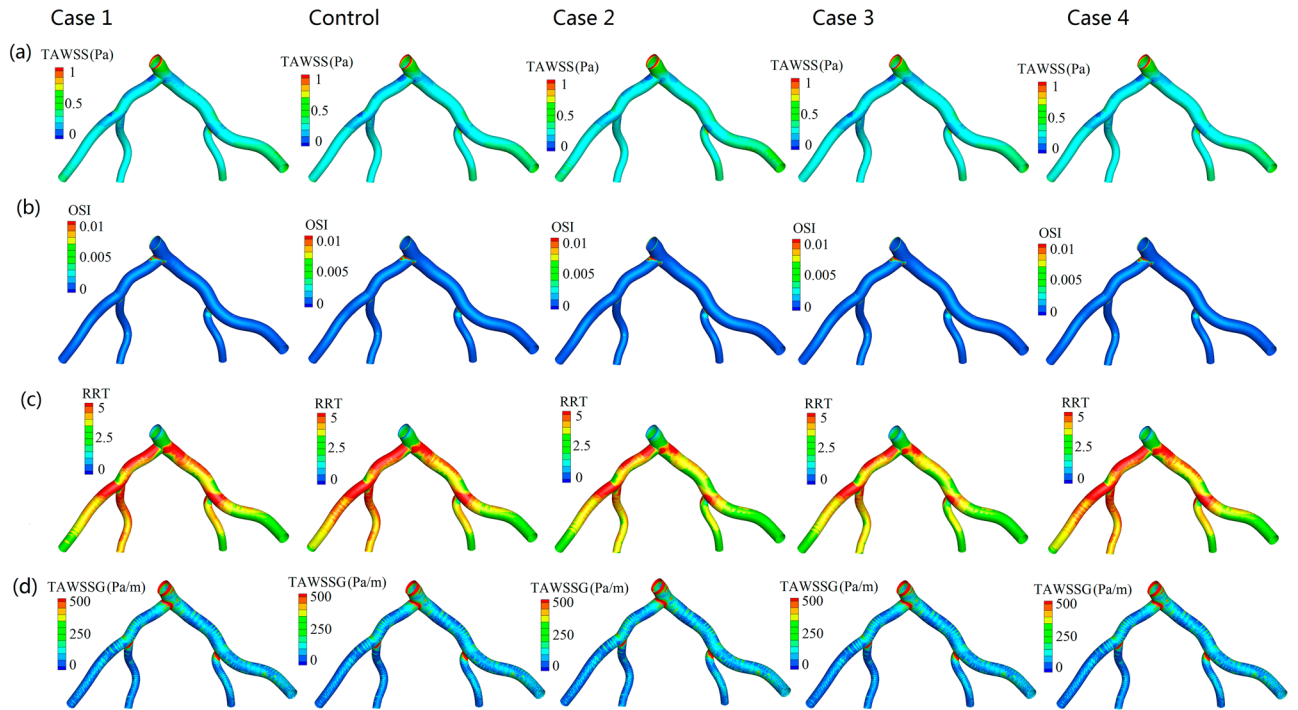 Case 1 Control Case 2 Case 3 Case 4
(a)
TAWSS(Pa) TAWSS(Pa) TAWSS(Pa) TAWSS(Pa) TAWSS(Pa)
1 1 1 1 1
0.5 0.5 0.5 0.5 0.5
0 0 0 0 0
(b)
OSI OSI OSI OSI OSI
0.01 0.01 0.01 0.01 0.01
0.005 0.005 0.005 0.005 0.005
0 0 0 0 0
(c)
RRT RRT RRT RRT RRT
5 5 5 5 5
2.5 2.5 2.5 2.5 2.5
0 0 0 0 0
(d)
TAWSSG(Pa/m) TAWSSG(Pa/m) TAWSSG(Pa/m) TAWSSG(Pa/m) TAWSSG(Pa/m)
500 500 500 500 500
250 250 250 250 250
0 0 0 0 0